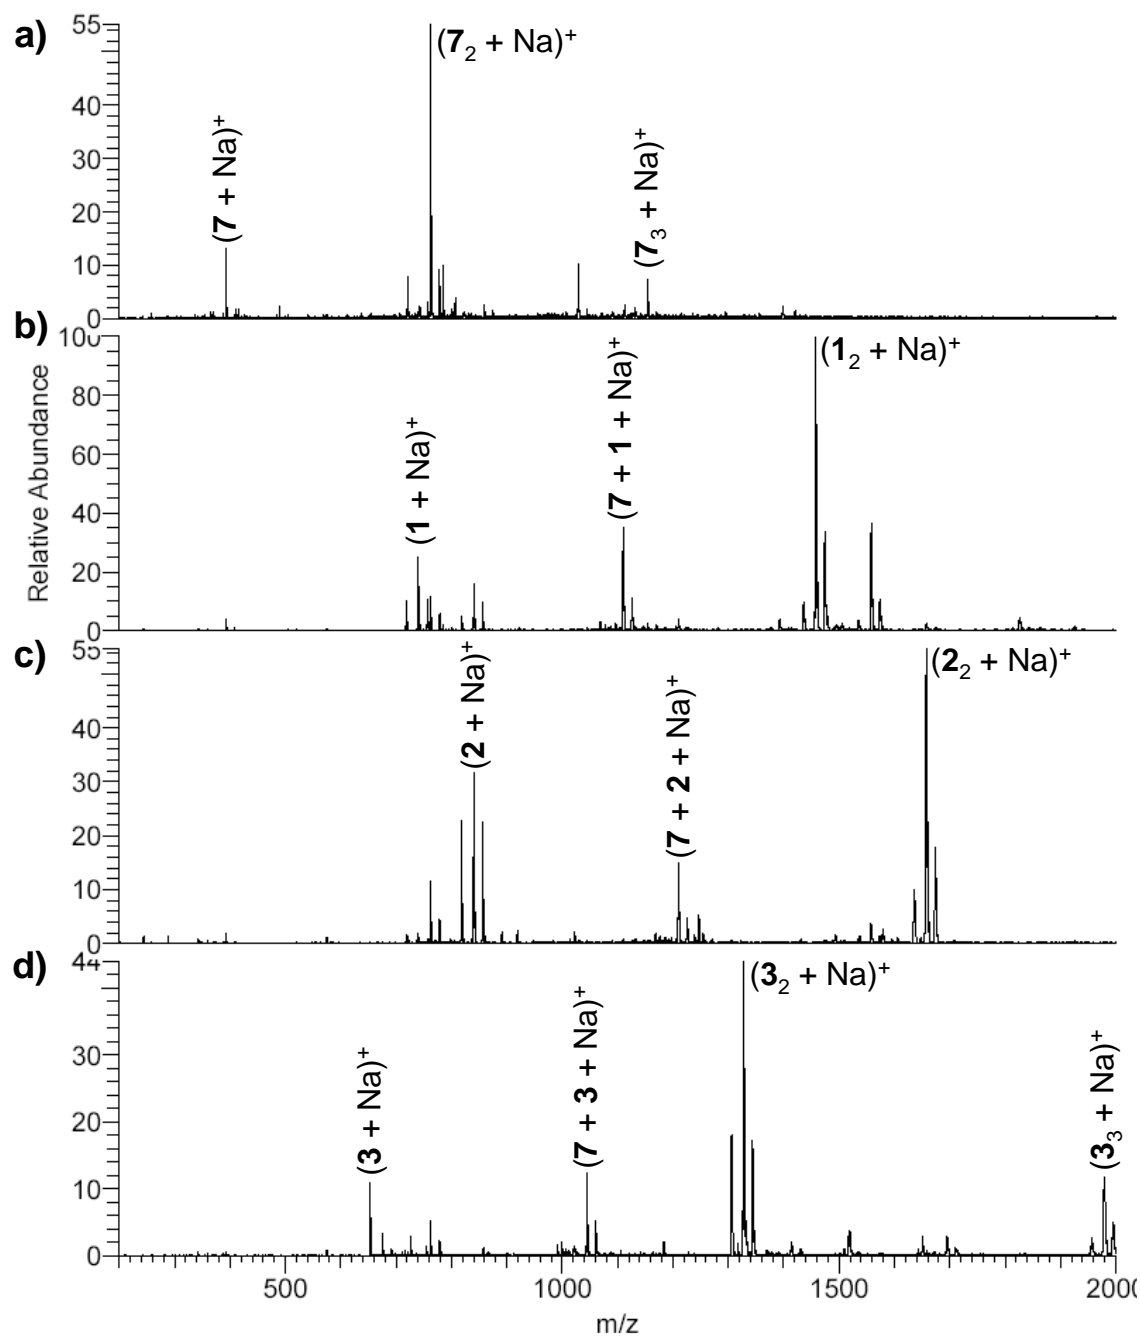 a)
55
40
30
20
10
0
(7 + Na)⁺
(7₂ + Na)⁺
(7₃ + Na)⁺
b)
100
80
60
40
20
0
Relative Abundance
(1 + Na)⁺
(7 + 1 + Na)⁺
(1₂ + Na)⁺
c)
55
40
30
20
10
0
(2 + Na)⁺
(7 + 2 + Na)⁺
(2₂ + Na)⁺
d)
44
30
20
10
0
(3 + Na)⁺
(7 + 3 + Na)⁺
(3₂ + Na)⁺
(3₃ + Na)⁺
500 1000 1500 2000
m/z